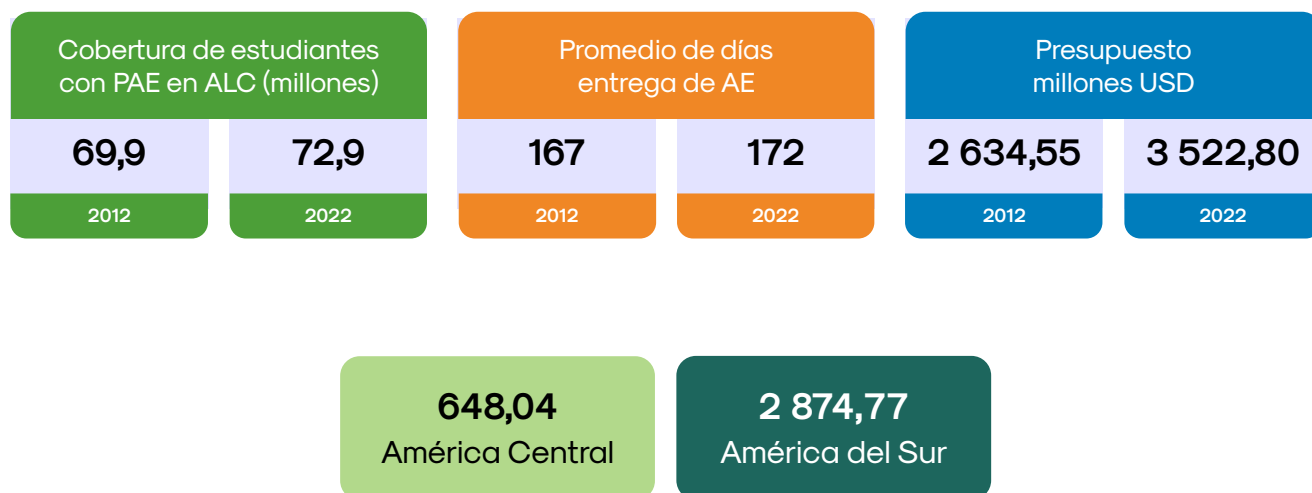 Cobertura de estudiantes
con PAE en ALC (millones)
69,9
72,9
2012
2022
Promedio de días
entrega de AE
167
172
2012
2022
Presupuesto
millones USD
2 634,55
3 522,80
2012
2022
648,04
América Central
2 874,77
América del Sur